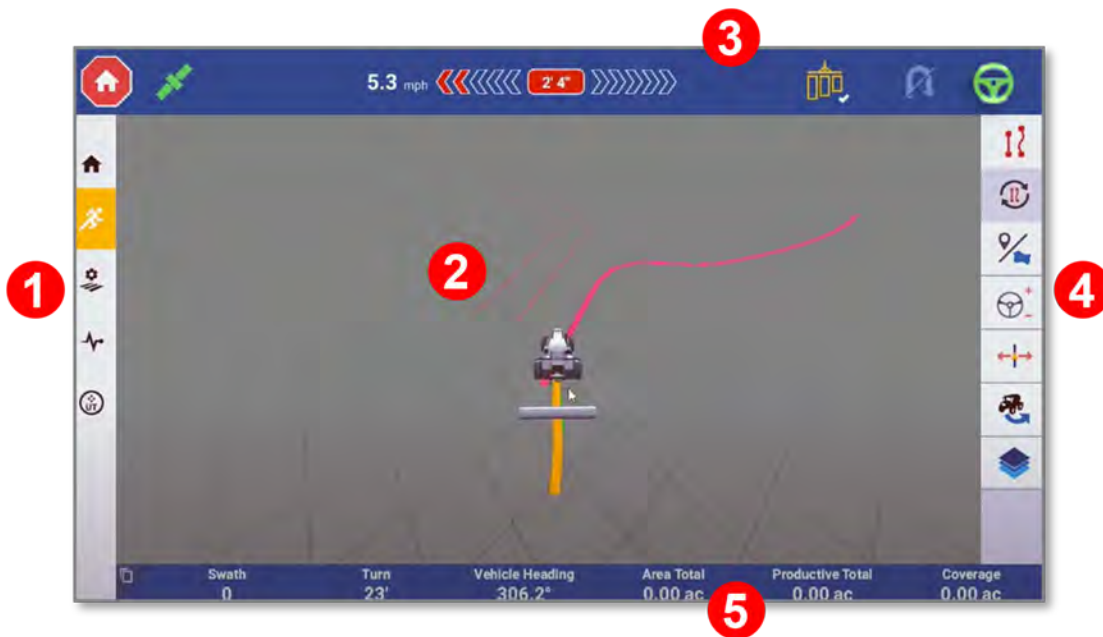 3
5.3 mph
2' 4"
1
2
4
UT
Swath
Turn
Vehicle Heading
Area Total
Productive Total
Coverage
0
23'
306.2°
0.00 ac
0.00 ac
0.00 ac
5